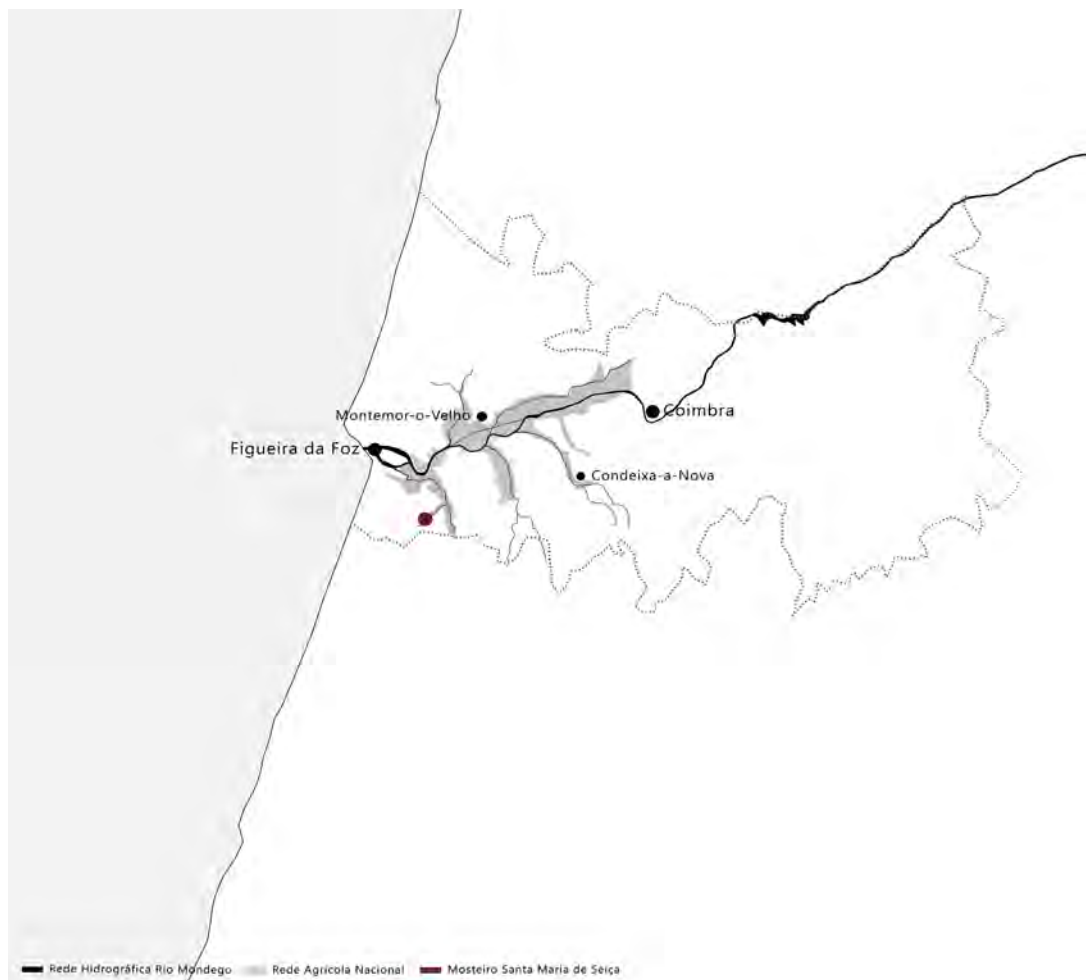 Montemor-o-Velho
Coimbra
Figueira da Foz
Condeixa-a-Nova
Rede Hidrográfica Rio Mondego Rede Agrícola Nacional Mosteiro Santa Maria de Seiça